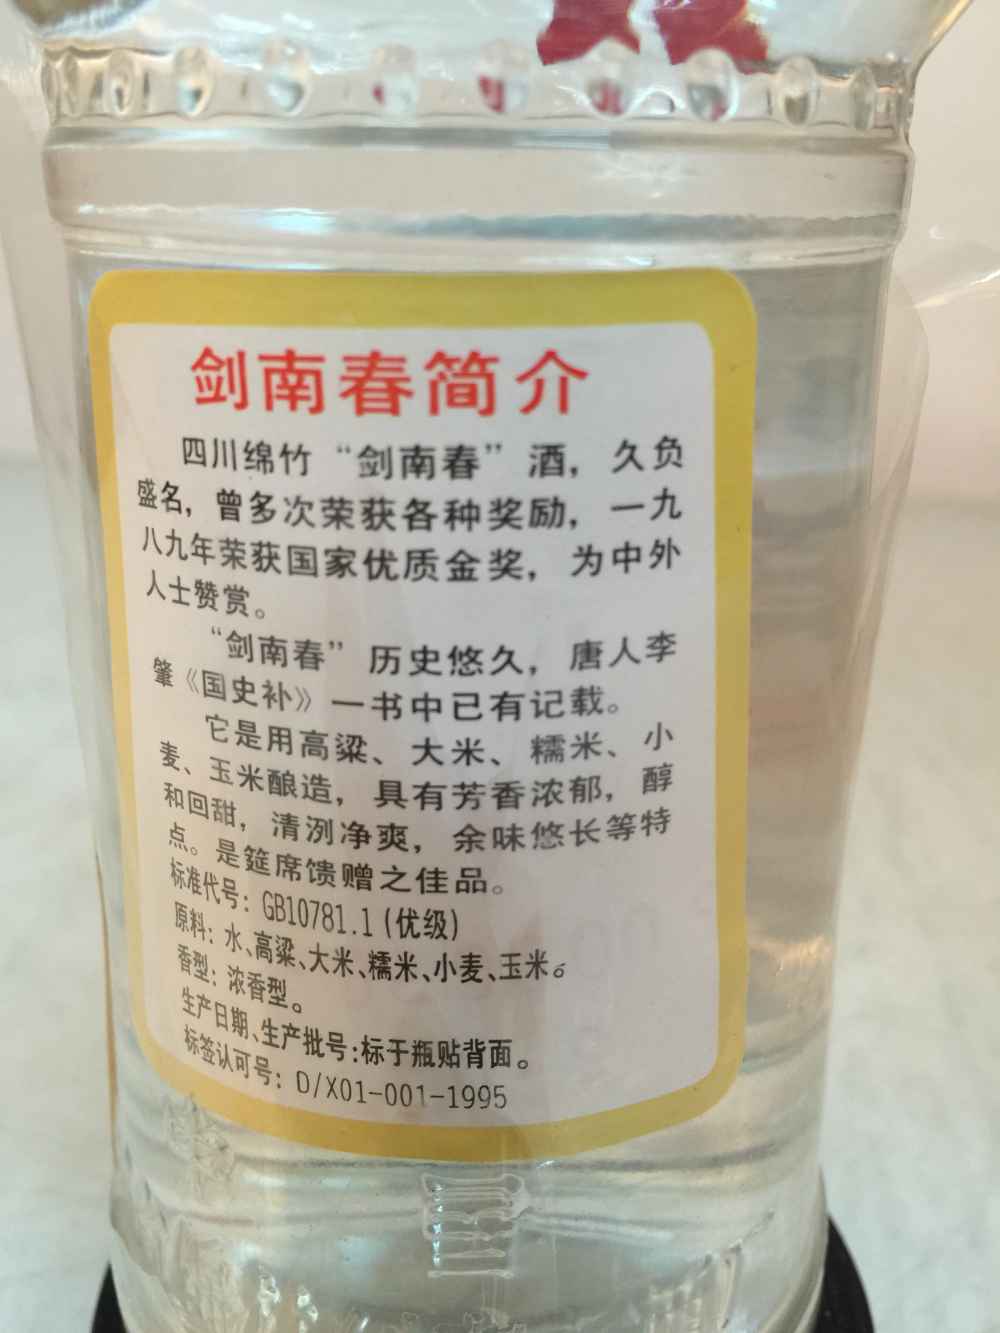 剑南春简介
四川绵竹“剑南春”酒，久负
盛名，曾多次荣获各种奖励，一九
八九年荣获国家优质金奖，为中外
人士赞赏。
“剑南春”历史悠久，唐人李
肇《国史补》一书中已有记载。
它是用高粱、大米、糯米、小
麦、玉米酿造，具有芳香浓郁，醇
和回甜，清洌净爽，余味悠长等特
点。是筵席馈赠之佳品。
标准代号：GB10781.1(优级)
原料：水、高粱、大米、糯米、小麦、玉米。
香型：浓香型。
生产日期、生产批号：标于瓶贴背面。
标签认可号：D/X01-001-1995